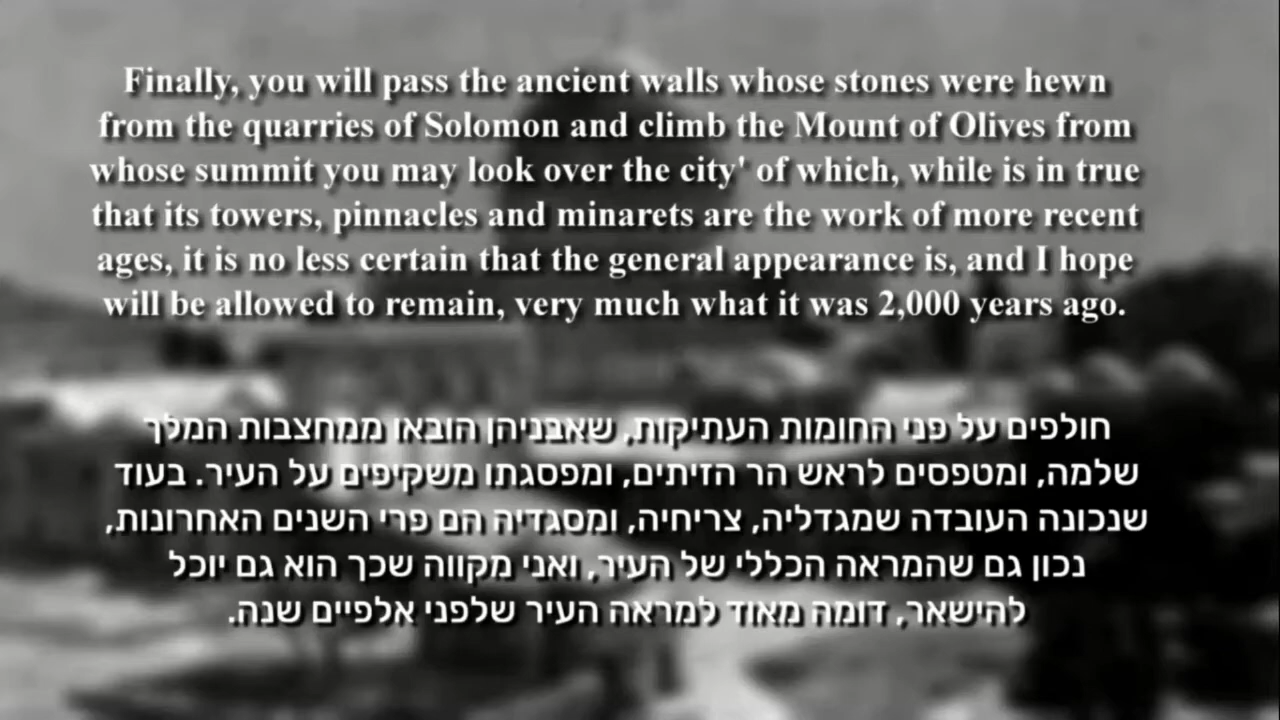 Finally, you will pass the ancient walls whose stones were hewn
from the quarries of Solomon and climb the Mount of Olives from
whose summit you may look over the city' of which, while is in true
that its towers, pinnacles and minarets are the work of more recent
ages, it is no less certain that the general appearance is, and I hope
will be allowed to remain, very much what it was 2,000 years ago.
חולפים על פני החומות העתיקות, שאבניהן הובאו ממחצבות המלך
שלמה, ומטפסים לראש הר הזיתים, ומפסגתו משקיפים על העיר. בעוד
שנכונה העובדה שמגדליה, צריחיה, ומסגדיה הם פרי השנים האחרונות,
נכון גם שהמראה הכללי של העיר, ואני מקווה שכך הוא גם יוכל
להישאר, דומה מאוד למראה העיר שלפני אלפיים שנה.